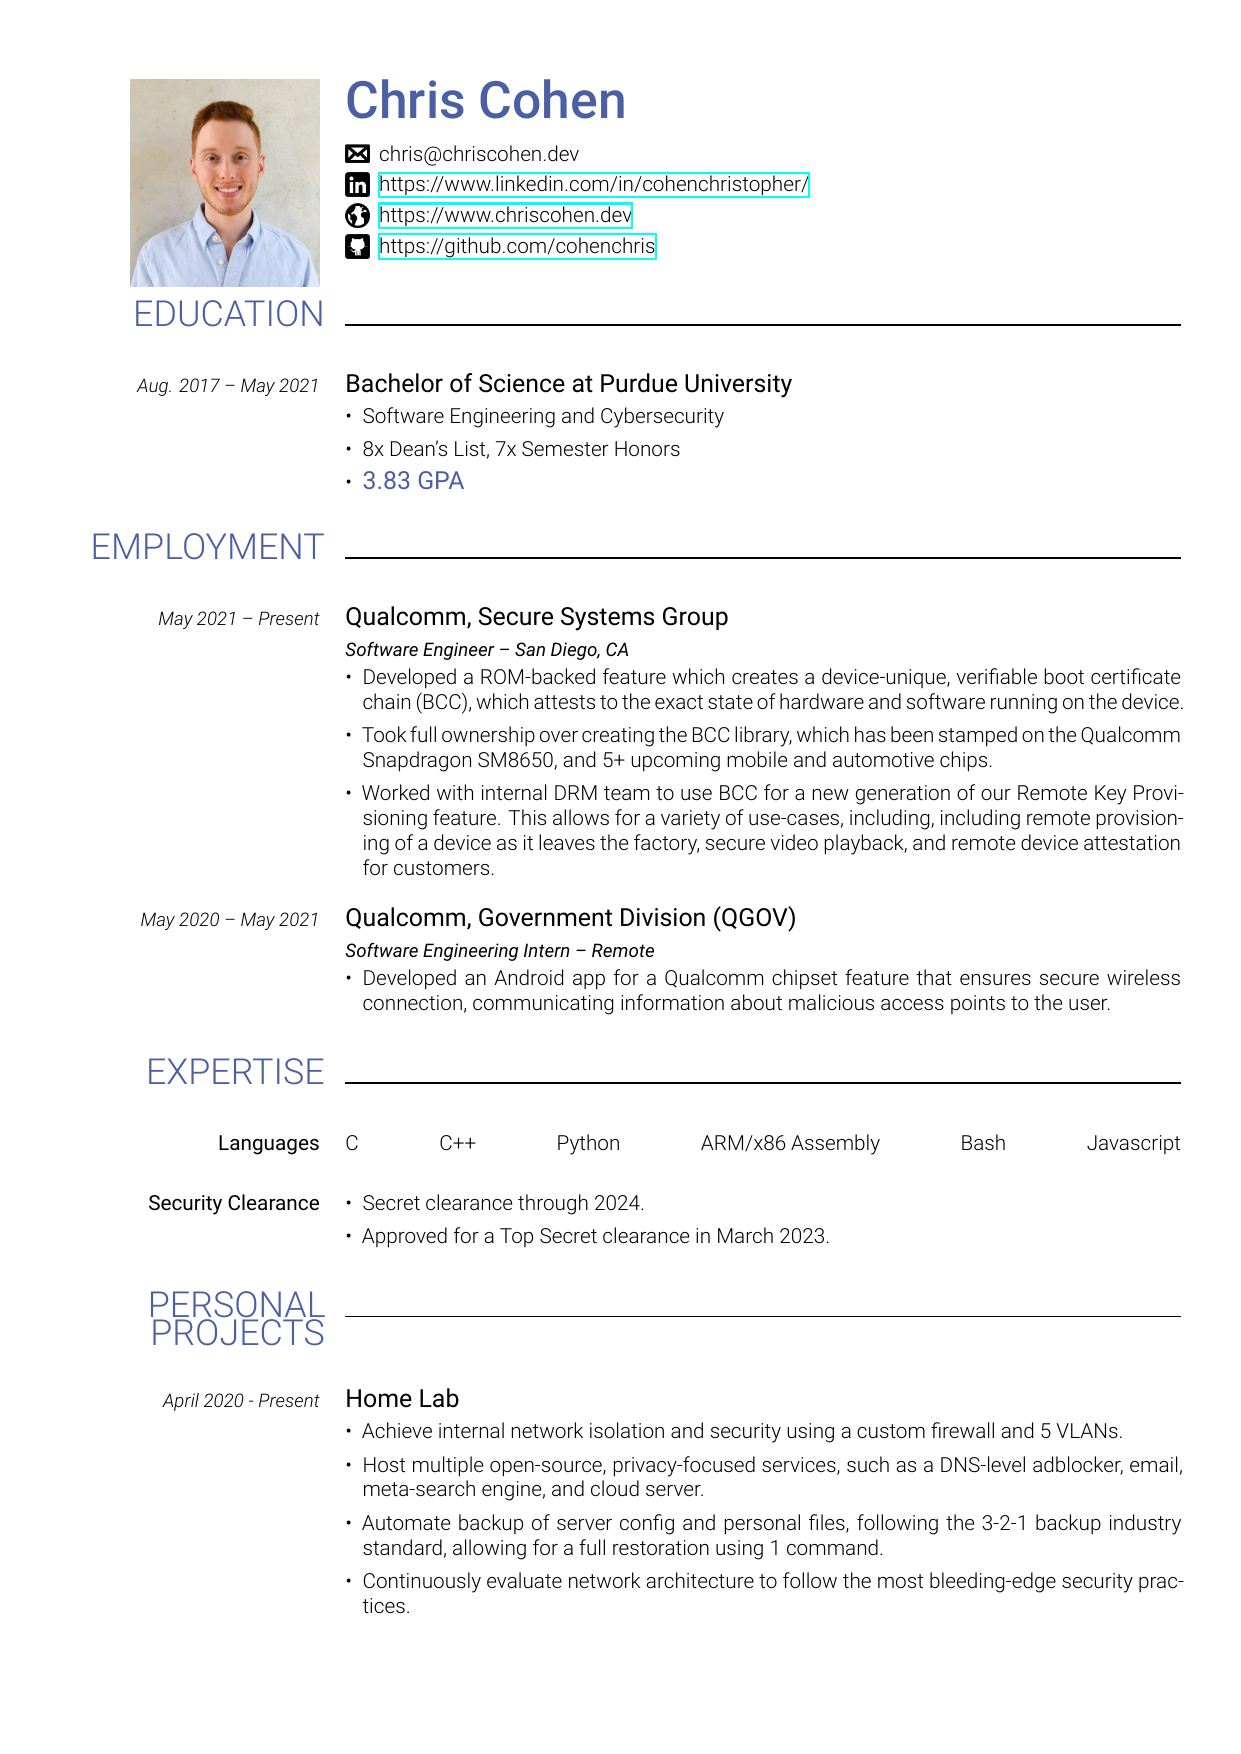 Chris Cohen
chris@chriscohen.dev
https://www.linkedin.com/in/cohenchristopher/
https://www.chriscohen.dev
https://github.com/cohenchris
EDUCATION
Aug. 2017 – May 2021 Bachelor of Science at Purdue University
• Software Engineering and Cybersecurity
• 8x Dean’s List, 7x Semester Honors
• 3.83 GPA
EMPLOYMENT
May 2021 – Present Qualcomm, Secure Systems Group
Software Engineer – San Diego, CA
• Developed a ROM-backed feature which creates a device-unique, verifiable boot certificate
chain (BCC), which attests to the exact state of hardware and software running on the device.
• Took full ownership over creating the BCC library, which has been stamped on the Qualcomm
Snapdragon SM8650, and 5+ upcoming mobile and automotive chips.
• Worked with internal DRM team to use BCC for a new generation of our Remote Key Provi-
sioning feature. This allows for a variety of use-cases, including, including remote provision-
ing of a device as it leaves the factory, secure video playback, and remote device attestation
for customers.
May 2020 – May 2021 Qualcomm, Government Division (QGOV)
Software Engineering Intern – Remote
• Developed an Android app for a Qualcomm chipset feature that ensures secure wireless
connection, communicating information about malicious access points to the user.
EXPERTISE
Languages C C++ Python ARM/x86 Assembly Bash Javascript
Security Clearance • Secret clearance through 2024.
• Approved for a Top Secret clearance in March 2023.
PERSONAL
PROJECTS
April 2020 - Present Home Lab
• Achieve internal network isolation and security using a custom firewall and 5 VLANs.
• Host multiple open-source, privacy-focused services, such as a DNS-level adblocker, email,
meta-search engine, and cloud server.
• Automate backup of server config and personal files, following the 3-2-1 backup industry
standard, allowing for a full restoration using 1 command.
• Continuously evaluate network architecture to follow the most bleeding-edge security prac-
tices.